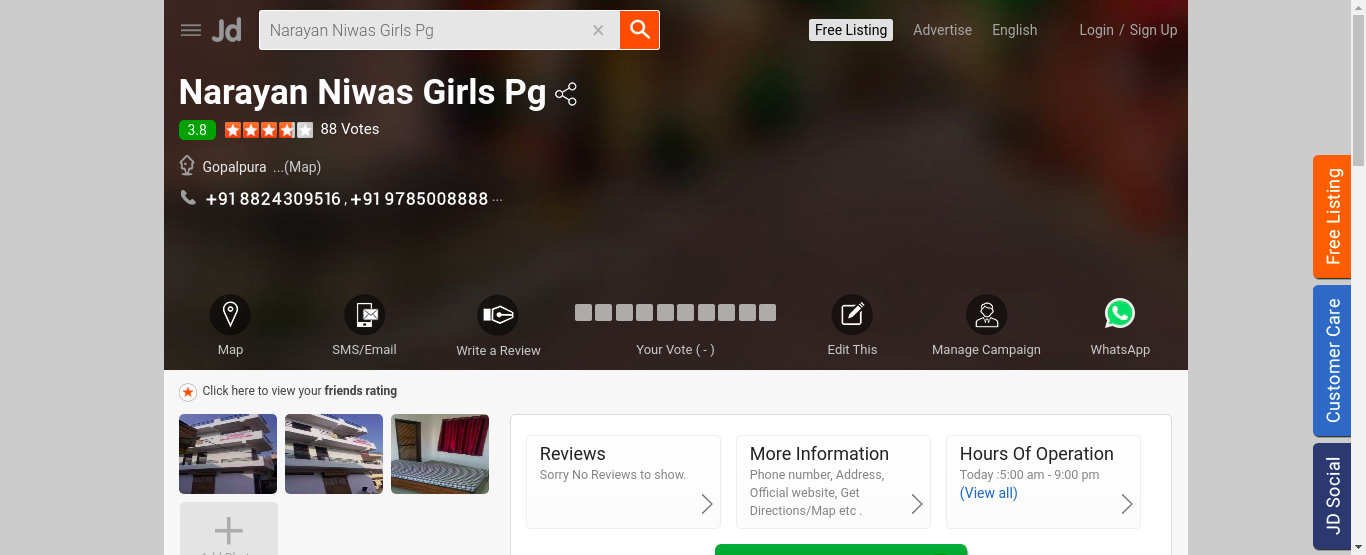 Jd
Narayan Niwas Girls Pg
Free Listing
Advertise
English
Login / Sign Up
Narayan Niwas Girls Pg
3.8
88 Votes
Gopalpura ...(Map)
+91 8824309516 , +91 9785008888 ...
Map
SMS/Email
Write a Review
Your Vote ( - )
Edit This
Manage Campaign
WhatsApp
Click here to view your friends rating
Reviews
Sorry No Reviews to show.
More Information
Phone number, Address,
Official website, Get
Directions/Map etc .
Hours Of Operation
Today :5:00 am - 9:00 pm
(View all)
Free Listing
Customer Care
JD Social